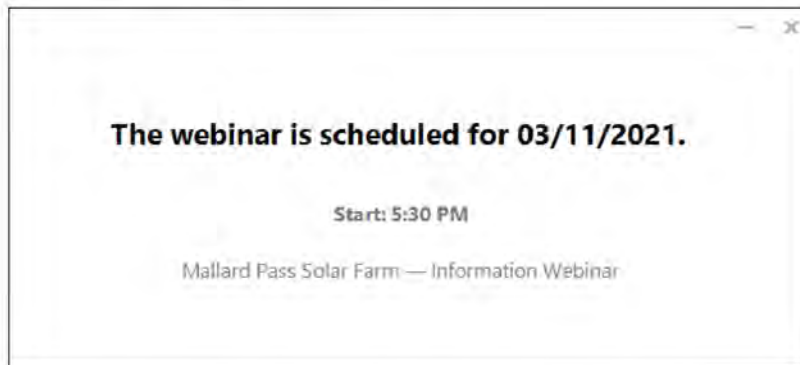 The webinar is scheduled for 03/11/2021.
Start: 5:30 PM
Mallard Pass Solar Farm — Information Webinar